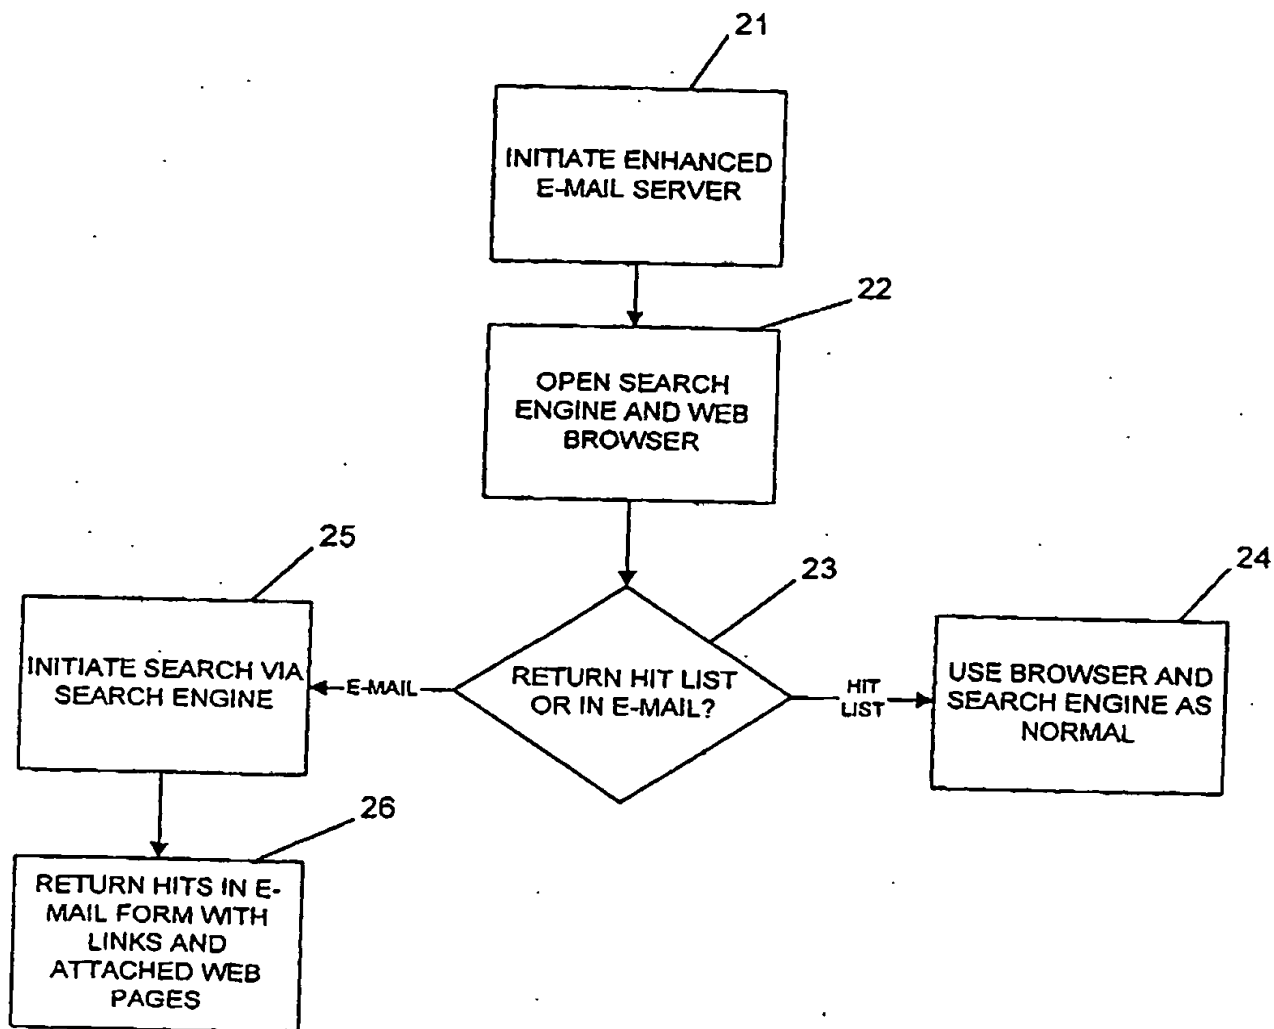 21
INITIATE ENHANCED
E-MAIL SERVER
22
OPEN SEARCH
ENGINE AND WEB
BROWSER
23
RETURN HIT LIST
OR IN E-MAIL?
E-MAIL
HIT
LIST
24
USE BROWSER AND
SEARCH ENGINE AS
NORMAL
25
INITIATE SEARCH VIA
SEARCH ENGINE
26
RETURN HITS IN E-
MAIL FORM WITH
LINKS AND
ATTACHED WEB
PAGES